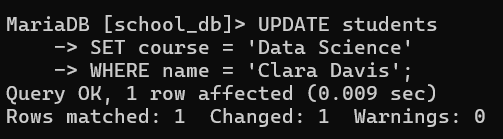 MariaDB [school_db]> UPDATE students
    -> SET course = 'Data Science'
    -> WHERE name = 'Clara Davis';
Query OK, 1 row affected (0.009 sec)
Rows matched: 1  Changed: 1  Warnings: 0